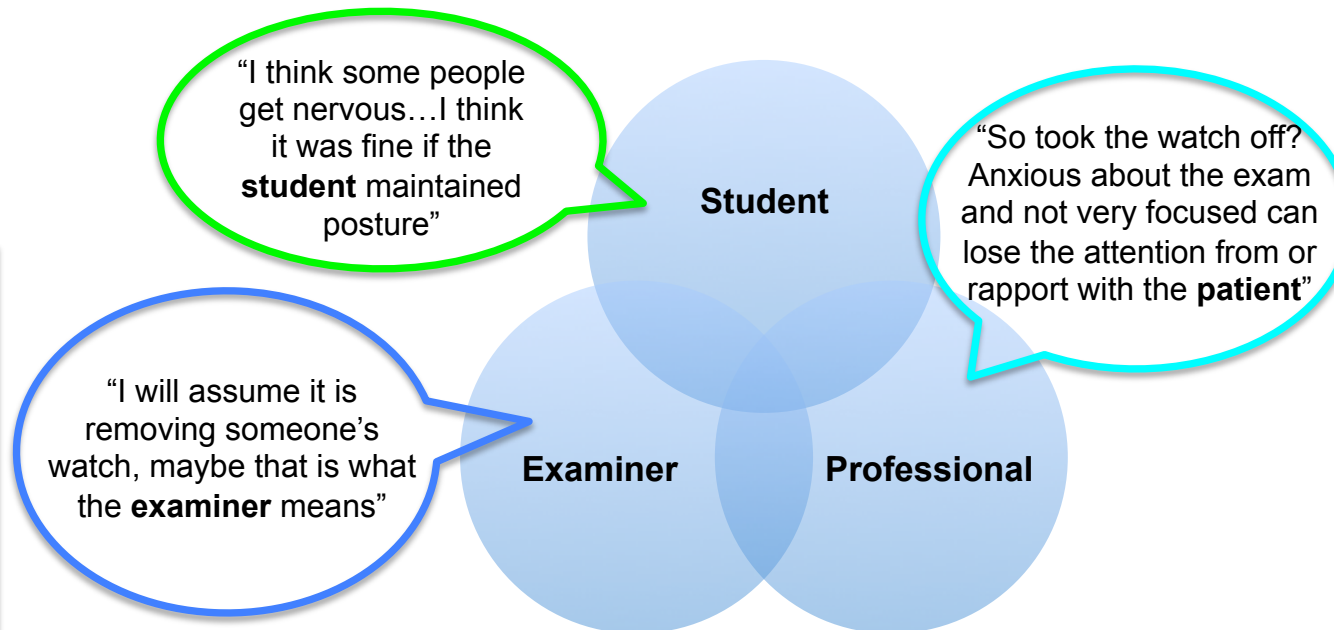 “I think some people
get nervous…I think
it was fine if the
student maintained
posture”
Student
“So took the watch off?
Anxious about the exam
and not very focused can
lose the attention from or
rapport with the patient”
“I will assume it is
removing someone’s
watch, maybe that is what
the examiner means”
Examiner
Professional